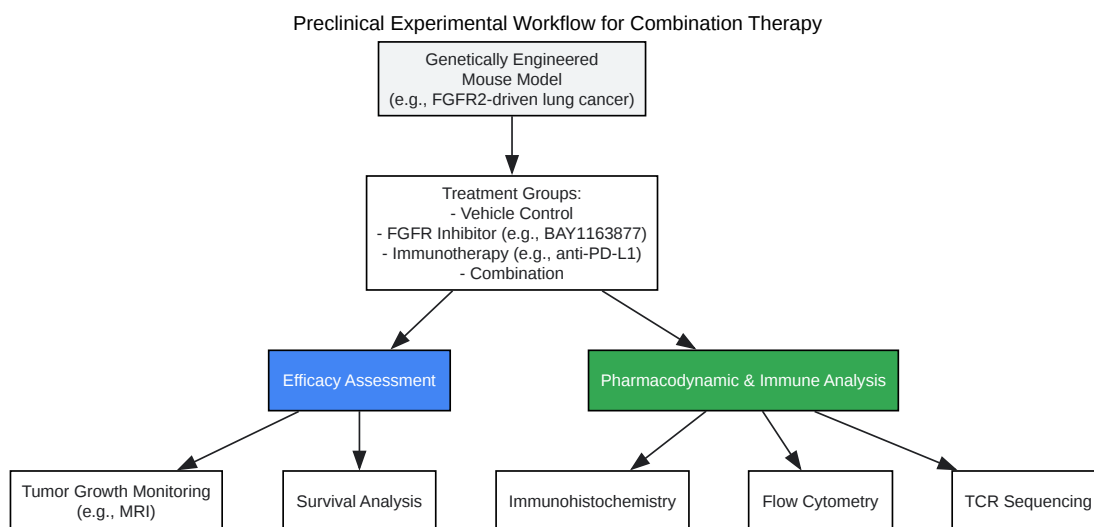 Preclinical Experimental Workflow for Combination Therapy
Genetically Engineered
Mouse Model
(e.g., FGFR2-driven lung cancer)
Treatment Groups:
- Vehicle Control
- FGFR Inhibitor (e.g., BAY1163877)
- Immunotherapy (e.g., anti-PD-L1)
- Combination
Efficacy Assessment
Pharmacodynamic & Immune Analysis
Tumor Growth Monitoring
(e.g., MRI)
Survival Analysis
Immunohistochemistry
Flow Cytometry
TCR Sequencing